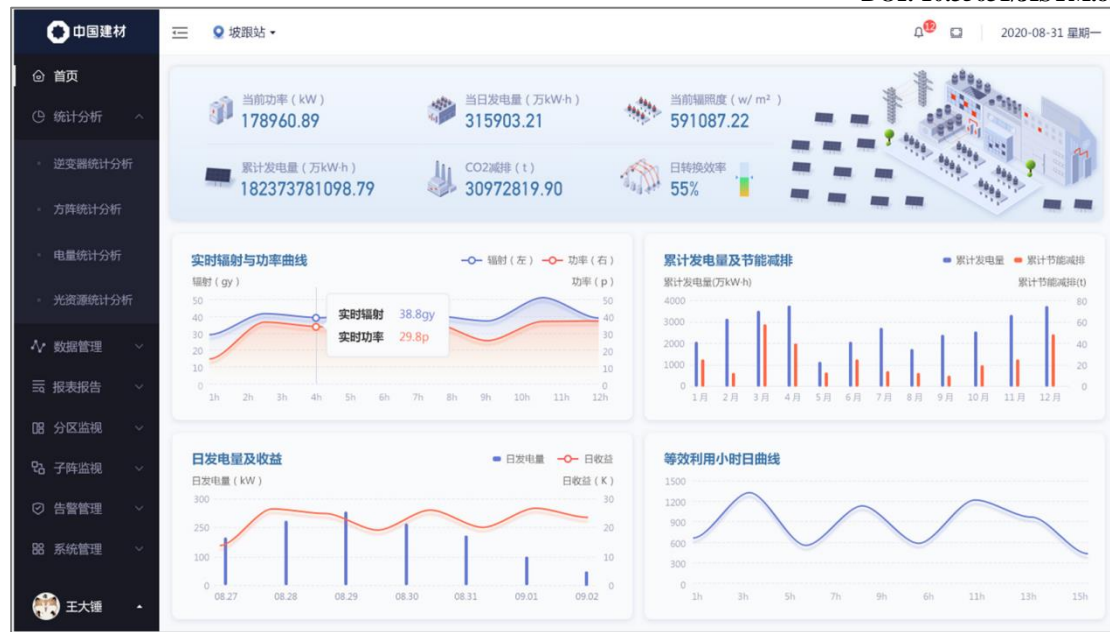 中国建材
坡跟站
12
2020-08-31 星期一
首页
统计分析
逆变器统计分析
方阵统计分析
电量统计分析
光资源统计分析
数据管理
报表报告
分区监视
子阵监视
告警管理
系统管理
王大锤
当前功率（kW）
178960.89
当日发电量（万kW·h）
315903.21
当前辐照度（w/ m²）
591087.22
累计发电量（万kW·h）
182373781098.79
CO2减排（t）
30972819.90
日转换效率
55%
实时辐射与功率曲线
辐射（左） 功率（右）
辐射（gy） 功率（p）
50 50
40 40
30 30
20 20
10 10
0 0
实时辐射 38.8gy
实时功率 29.8p
1h 2h 3h 4h 5h 6h 7h 8h 9h 10h 11h 12h
累计发电量及节能减排
累计发电量 累计节能减排
累计发电量(万kW·h) 累计节能减排(t)
4000 80
3000 60
2000 40
1000 20
0 0
1月 2月 3月 4月 5月 6月 7月 8月 9月 10月 11月 12月
日发电量及收益
日发电量 日收益
日发电量（kW） 日收益（K）
300 30
250 20
100 10
0 0
08.27 08.28 08.29 08.30 08.31 09.01 09.02
等效利用小时日曲线
1500
1200
900
600
300
0
1h 3h 5h 7h 9h 6h 11h 13h 15h